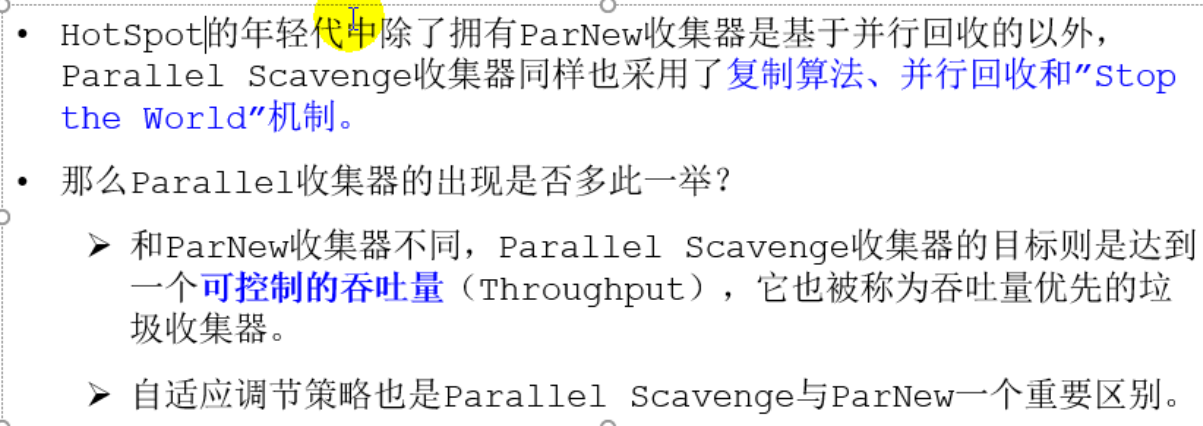 • HotSpot的年轻代中除了拥有ParNew收集器是基于并行回收的以外，
Parallel Scavenge收集器同样也采用了复制算法、并行回收和"Stop
the World"机制。
• 那么Parallel收集器的出现是否多此一举？
➢ 和ParNew收集器不同，Parallel Scavenge收集器的目标则是达到
一个可控制的吞吐量（Throughput），它也被称为吞吐量优先的垃
圾收集器。
➢ 自适应调节策略也是Parallel Scavenge与ParNew一个重要区别。